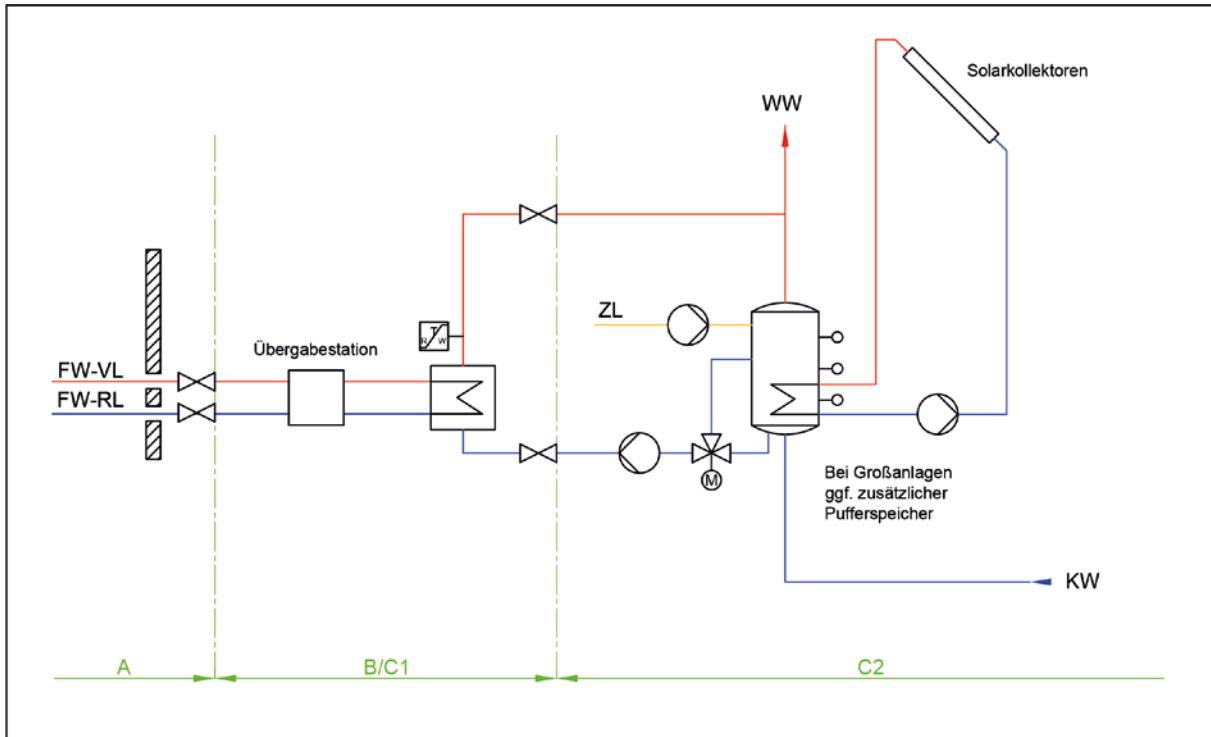 Solarkollektoren
WW
ZL
Übergabestation
R T W
FW-VL
FW-RL
M
Bei Großanlagen
ggf. zusätzlicher
Pufferspeicher
KW
A
B/C1
C2